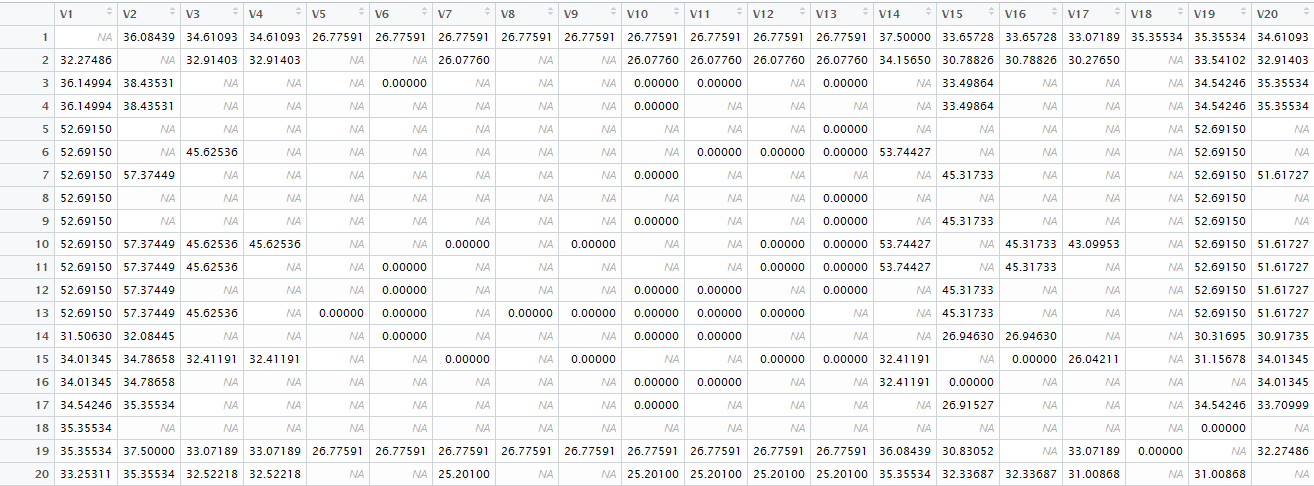 V1 V2 V3 V4 V5 V6 V7 V8 V9 V10 V11 V12 V13 V14 V15 V16 V17 V18 V19 V20
1 NA 36.08439 34.61093 34.61093 26.77591 26.77591 26.77591 26.77591 26.77591 26.77591 26.77591 26.77591 26.77591 37.50000 33.65728 33.65728 33.07189 35.35534 35.35534 34.61093
2 32.27486 NA 32.91403 32.91403 NA NA 26.07760 NA NA 26.07760 26.07760 26.07760 26.07760 34.15650 30.78826 30.78826 30.27650 NA 33.54102 32.91403
3 36.14994 38.43531 NA NA NA 0.00000 NA NA NA 0.00000 0.00000 NA 0.00000 NA 33.49864 NA NA NA 34.54246 35.35534
4 36.14994 38.43531 NA NA NA NA NA NA NA 0.00000 NA NA NA NA 33.49864 NA NA NA 34.54246 35.35534
5 52.69150 NA NA NA NA NA NA NA NA NA NA NA 0.00000 NA NA NA NA NA 52.69150 NA
6 52.69150 NA 45.62536 NA NA NA NA NA NA NA 0.00000 0.00000 0.00000 53.74427 NA NA NA NA 52.69150 NA
7 52.69150 57.37449 NA NA NA NA NA NA NA 0.00000 NA NA NA NA 45.31733 NA NA NA 52.69150 51.61727
8 52.69150 NA NA NA NA NA NA NA NA NA NA NA 0.00000 NA NA NA NA NA 52.69150 NA
9 52.69150 NA NA NA NA NA NA NA NA 0.00000 NA NA 0.00000 NA 45.31733 NA NA NA 52.69150 NA
10 52.69150 57.37449 45.62536 45.62536 NA NA 0.00000 NA 0.00000 NA NA 0.00000 0.00000 53.74427 NA 45.31733 43.09953 NA 52.69150 51.61727
11 52.69150 57.37449 45.62536 NA NA 0.00000 NA NA NA NA NA 0.00000 0.00000 53.74427 NA 45.31733 NA NA 52.69150 51.61727
12 52.69150 57.37449 NA NA NA 0.00000 NA NA NA 0.00000 0.00000 NA 0.00000 NA 45.31733 NA NA NA 52.69150 51.61727
13 52.69150 57.37449 45.62536 NA 0.00000 0.00000 NA 0.00000 0.00000 0.00000 0.00000 0.00000 NA NA 45.31733 NA NA NA 52.69150 51.61727
14 31.50630 32.08445 NA NA NA 0.00000 NA NA NA 0.00000 0.00000 NA NA NA 26.94630 26.94630 NA NA 30.31695 30.91735
15 34.01345 34.78658 32.41191 32.41191 NA NA 0.00000 NA 0.00000 NA NA 0.00000 0.00000 32.41191 NA 0.00000 26.04211 NA 31.15678 34.01345
16 34.01345 34.78658 NA NA NA NA NA NA NA 0.00000 0.00000 NA NA 32.41191 0.00000 NA NA NA NA 34.01345
17 34.54246 35.35534 NA NA NA NA NA NA NA 0.00000 NA NA NA NA 26.91527 NA NA NA 34.54246 33.70999
18 35.35534 NA NA NA NA NA NA NA NA NA NA NA NA NA NA NA NA NA 0.00000 NA
19 35.35534 37.50000 33.07189 33.07189 26.77591 26.77591 26.77591 26.77591 26.77591 26.77591 26.77591 26.77591 26.77591 36.08439 30.83052 NA 33.07189 0.00000 NA 32.27486
20 33.25311 35.35534 32.52218 32.52218 NA NA 25.20100 NA NA 25.20100 25.20100 25.20100 25.20100 35.35534 32.33687 32.33687 31.00868 NA 31.00868 NA